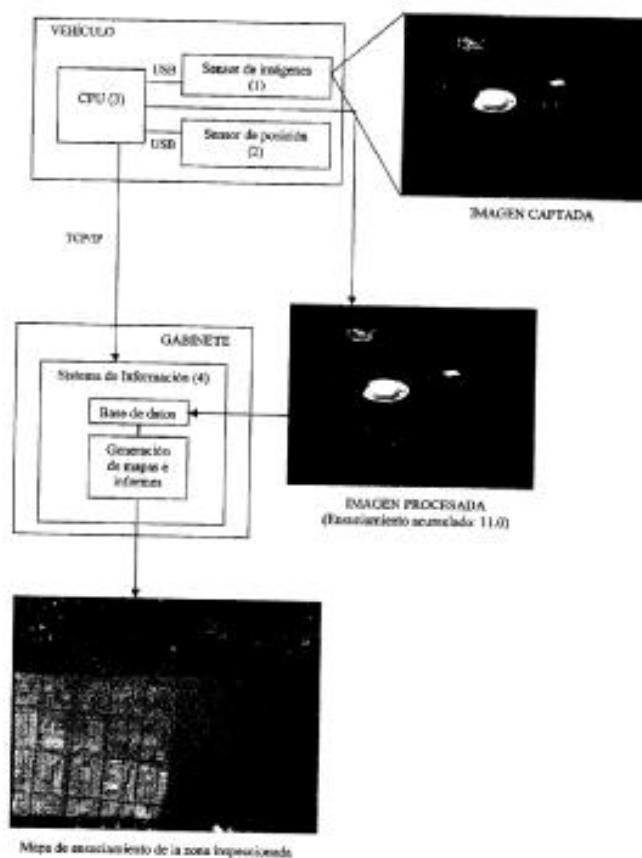 VEHÍCULO
USB
Sensor de imágenes
(1)
CPU (3)
USB
Sensor de posición
(2)
IMAGEN CAPTADA
TCP/IP
GABINETE
Sistema de Información (4)
Base de datos
Generación
de mapas e
informes
IMAGEN PROCESADA
(Ensuciamiento acumulado: 11.0)
Mapa de ensuciamiento de la zona inspeccionada